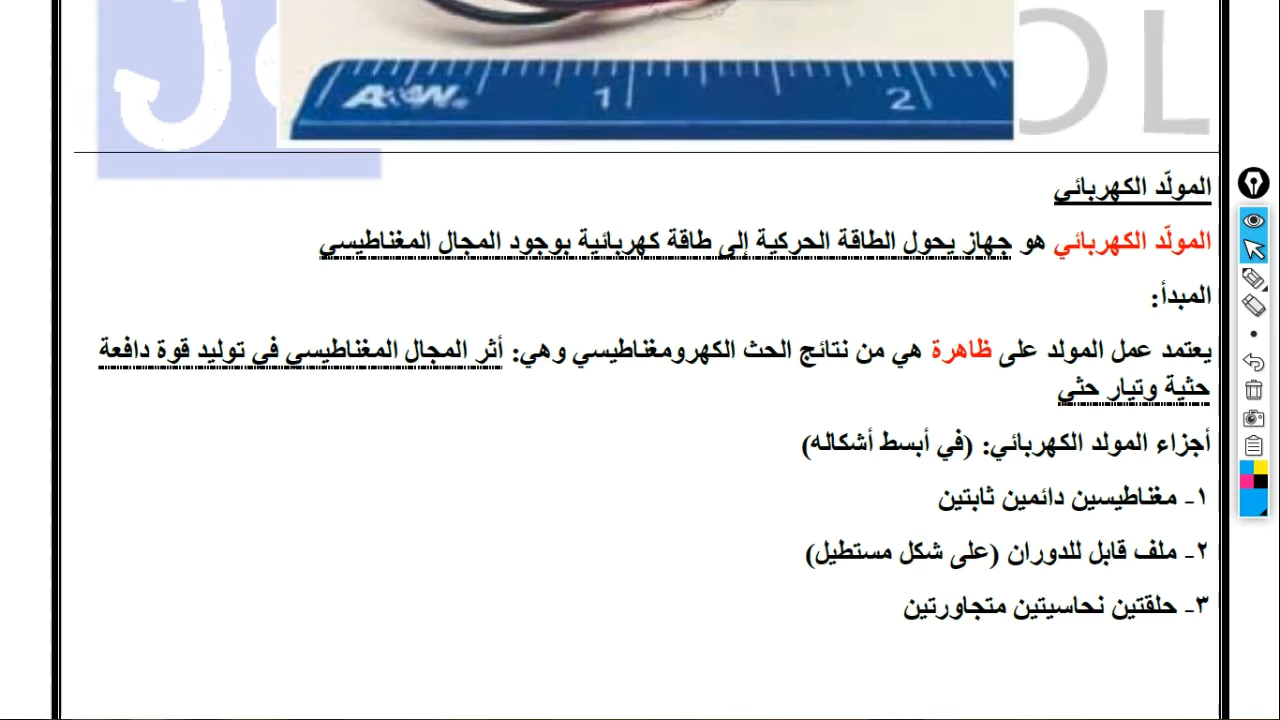 A&W
1
2
المولّد الكهربائي
المولّد الكهربائي هو جهاز يحول الطاقة الحركية إلى طاقة كهربائية بوجود المجال المغناطيسي
المبدأ:
يعتمد عمل المولد على ظاهرة هي من نتائج الحث الكهرومغناطيسي وهي: أثر المجال المغناطيسي في توليد قوة دافعة
حثية وتيار حثي
أجزاء المولد الكهربائي: (في أبسط أشكاله)
١- مغناطيسين دائمين ثابتين
٢- ملف قابل للدوران (على شكل مستطيل)
٣- حلقتين نحاسيتين متجاورتين